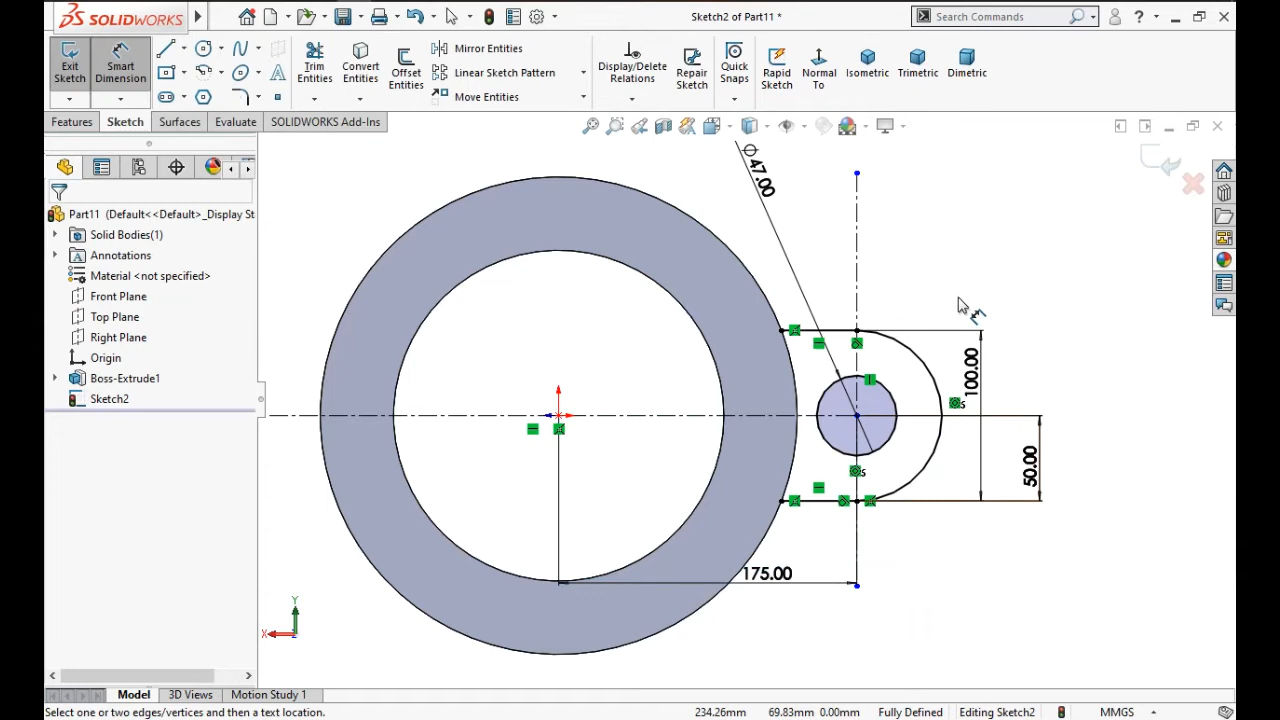 SOLIDWORKS
Sketch2 of Part11 *
Search Commands
Exit Sketch
Smart Dimension
Trim Entities
Convert Entities
Offset Entities
Mirror Entities
Linear Sketch Pattern
Move Entities
Display/Delete Relations
Repair Sketch
Quick Snaps
Rapid Sketch
Normal To
Isometric
Trimetric
Dimetric
Features
Sketch
Surfaces
Evaluate
SOLIDWORKS Add-Ins
Part11 (Default<<Default>_Display St
Solid Bodies(1)
Annotations
Material <not specified>
Front Plane
Top Plane
Right Plane
Origin
Boss-Extrude1
Sketch2
∅47.00
100.00
50.00
175.00
Y
X
Model
3D Views
Motion Study 1
Select one or two edges/vertices and then a text location.
234.26mm
69.83mm 0.00mm
Fully Defined
Editing Sketch2
MMGS